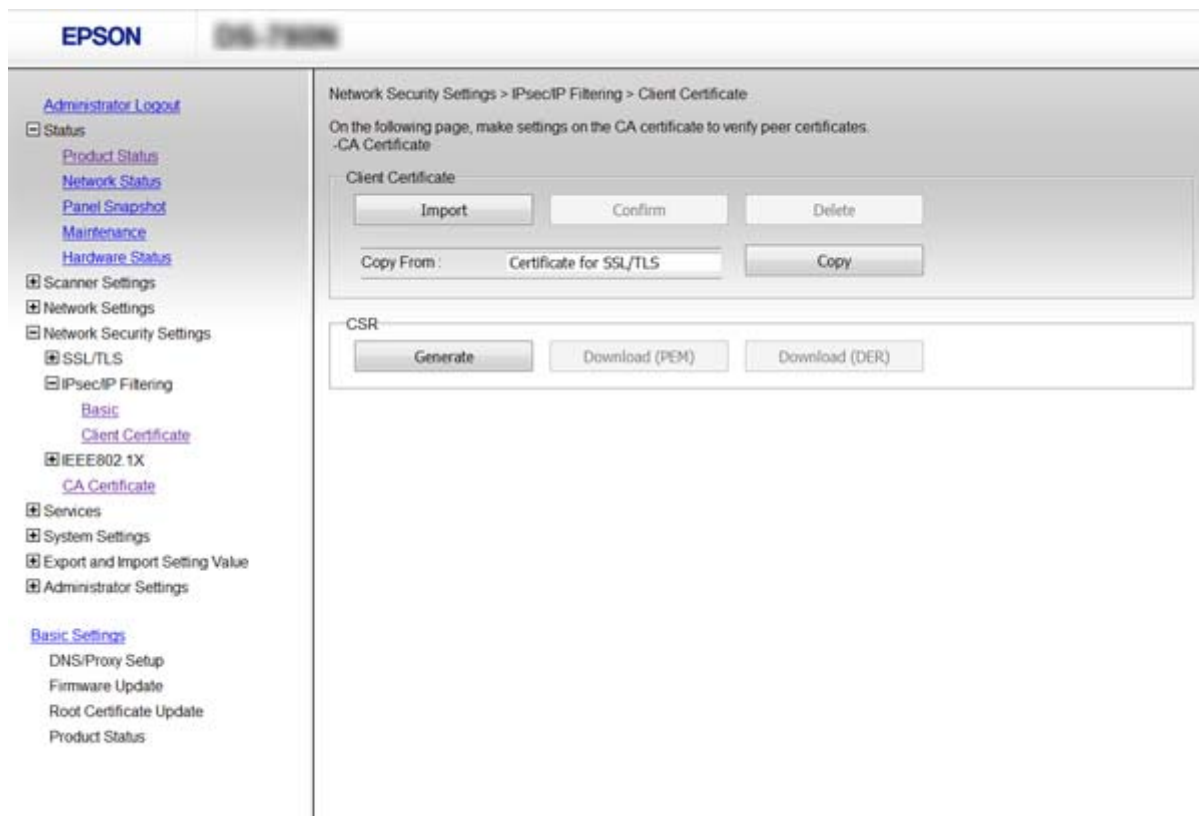 EPSON
Administrator Logout
Status
Product Status
Network Status
Panel Snapshot
Maintenance
Hardware Status
Scanner Settings
Network Settings
Network Security Settings
SSL/TLS
IPsec/IP Filtering
Basic
Client Certificate
IEEE802.1X
CA Certificate
Services
System Settings
Export and Import Setting Value
Administrator Settings
Basic Settings
DNS/Proxy Setup
Firmware Update
Root Certificate Update
Product Status
Network Security Settings > IPsec/IP Filtering > Client Certificate
On the following page, make settings on the CA certificate to verify peer certificates.
-CA Certificate
Client Certificate
Import Confirm Delete
Copy From : Certificate for SSL/TLS Copy
CSR
Generate Download (PEM) Download (DER)